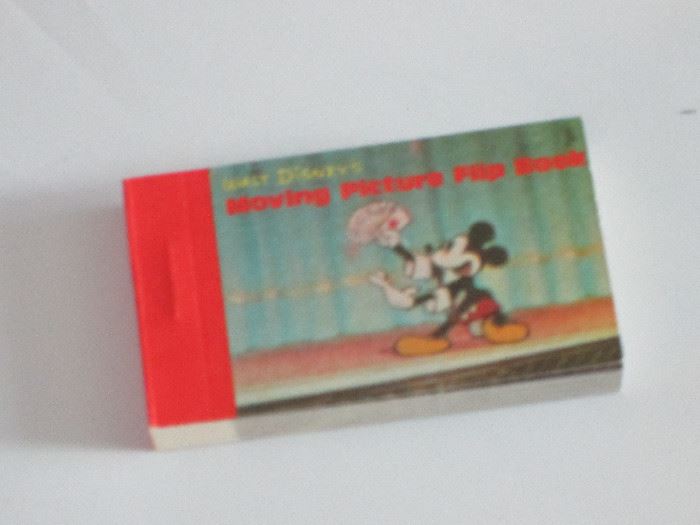 WALT DISNEY'S
Moving Picture Flip Book